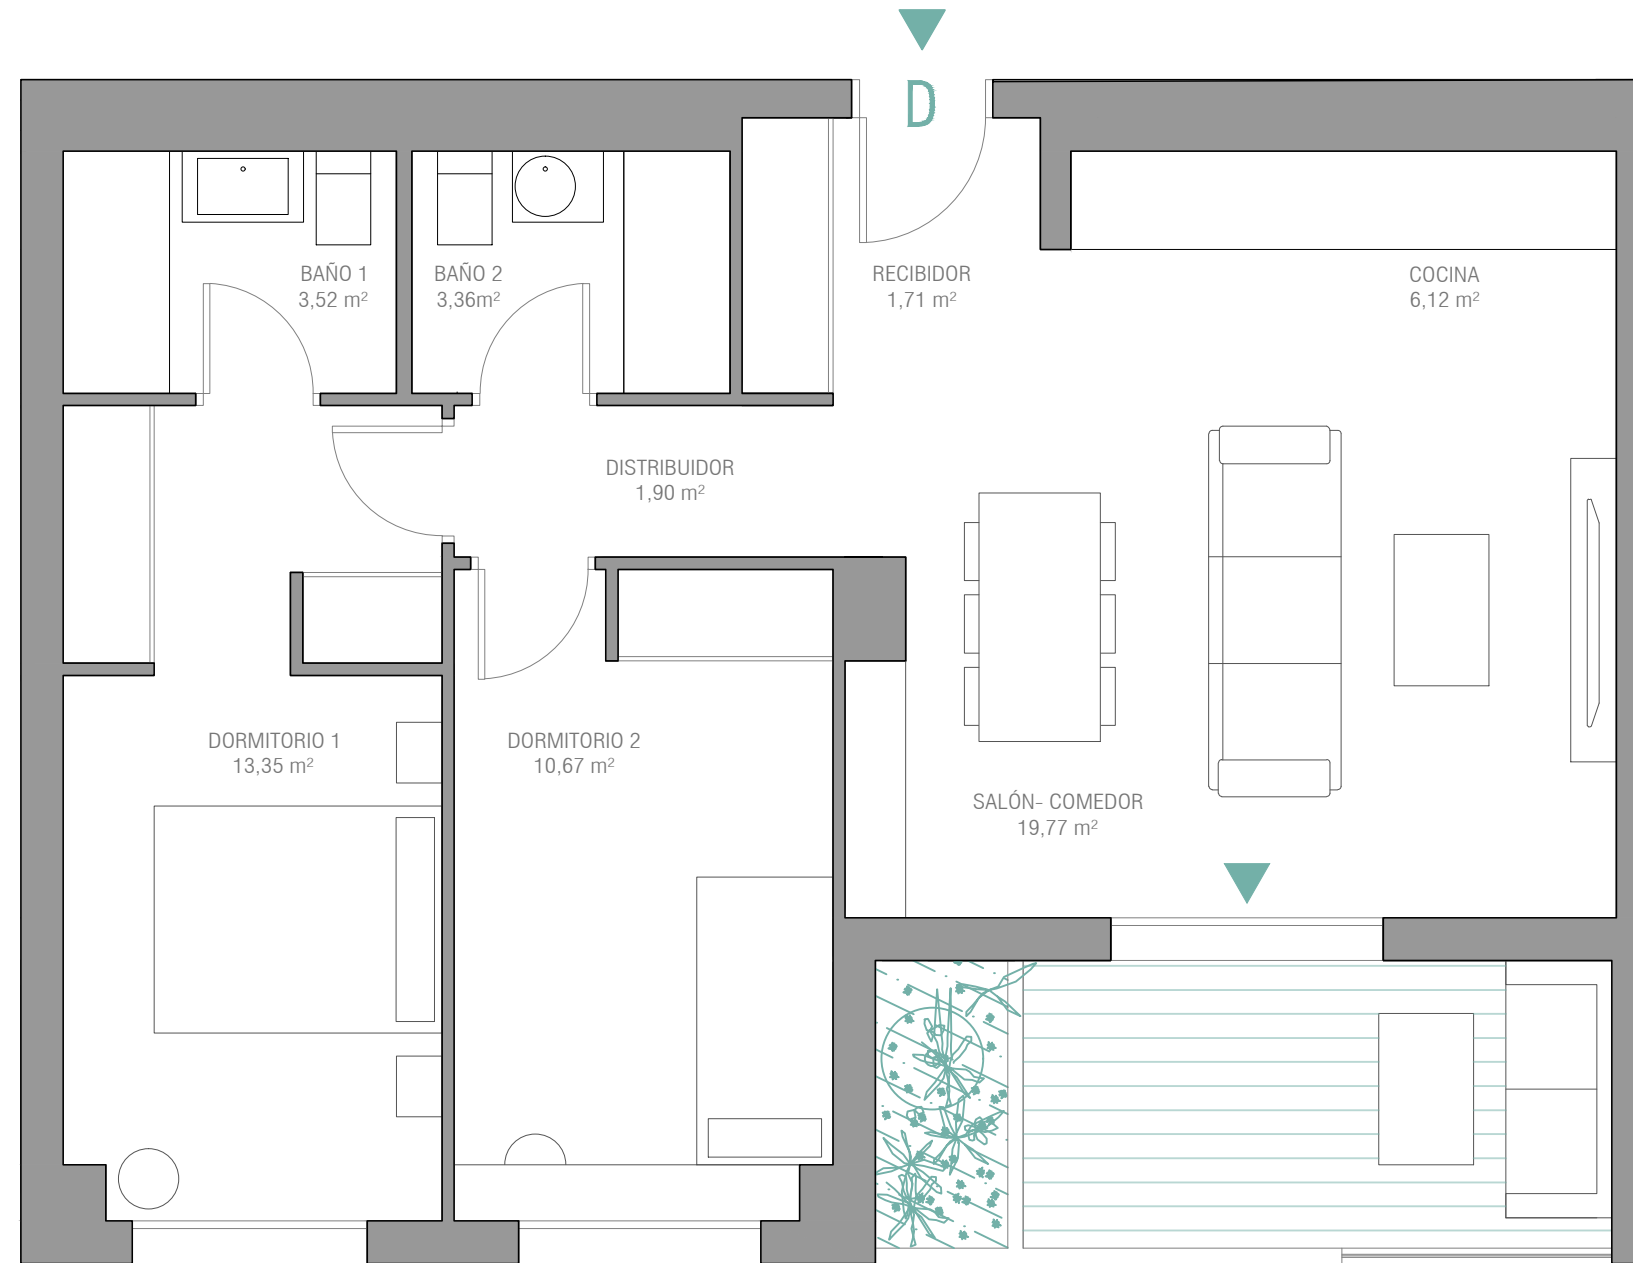 D
BAÑO 1
3,52 m²
BAÑO 2
3,36m²
RECIBIDOR
1,71 m²
COCINA
6,12 m²
DISTRIBUIDOR
1,90 m²
DORMITORIO 1
13,35 m²
DORMITORIO 2
10,67 m²
SALÓN- COMEDOR
19,77 m²